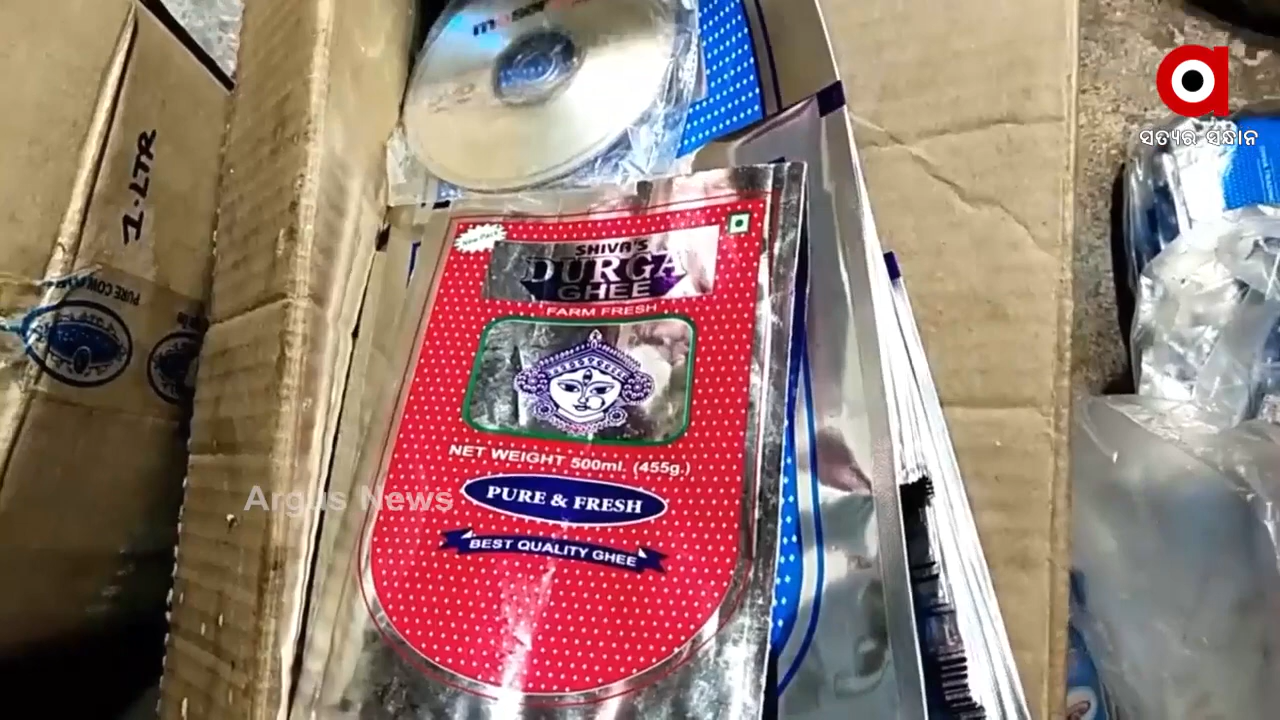 ସତ୍ୟର ସନ୍ଧାନ
1-LTR
PURE COW
New Pack
SHIVA'S
DURGA
GHEE
FARM FRESH
NET WEIGHT 500ml. (455g.)
PURE & FRESH
BEST QUALITY GHEE
Argus News